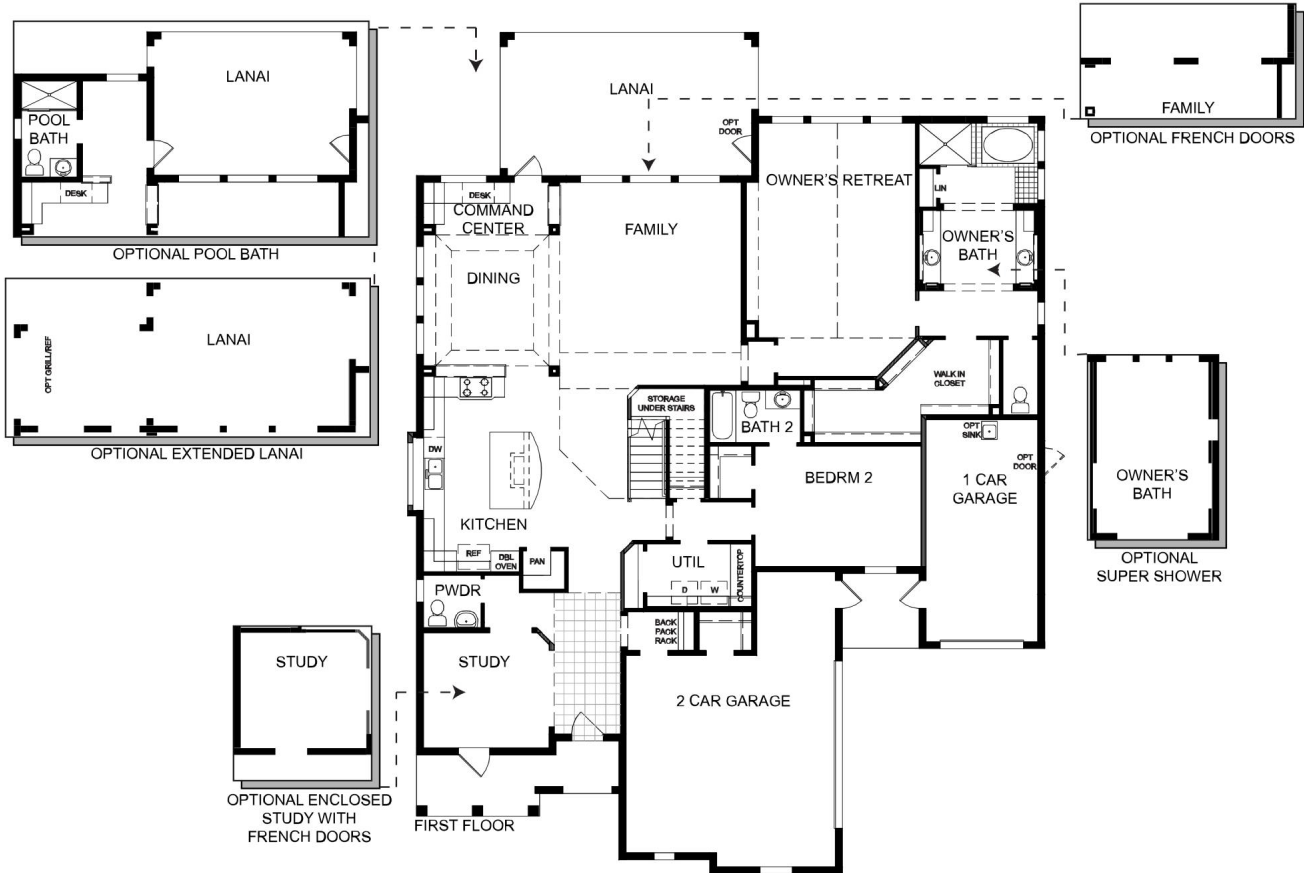 LANAI
POOL
BATH
DESK
OPTIONAL POOL BATH
OPT GRILL/REF
LANAI
OPTIONAL EXTENDED LANAI
LANAI
OPT
DOOR
FAMILY
OPTIONAL FRENCH DOORS
DESK
COMMAND
CENTER
FAMILY
OWNER'S RETREAT
LIN
OWNER'S
BATH
DINING
WALK IN
CLOSET
STORAGE
UNDER STAIRS
BATH 2
OPT
SINK
OPT
DOOR
1 CAR
GARAGE
OWNER'S
BATH
OPTIONAL
SUPER SHOWER
DW
KITCHEN
BEDRM 2
REF
DBL
OVEN
PAN
UTIL
D
W
COUNTERTOP
PWDR
BACK
PACK
RACK
STUDY
2 CAR GARAGE
STUDY
OPTIONAL ENCLOSED
STUDY WITH
FRENCH DOORS
FIRST FLOOR